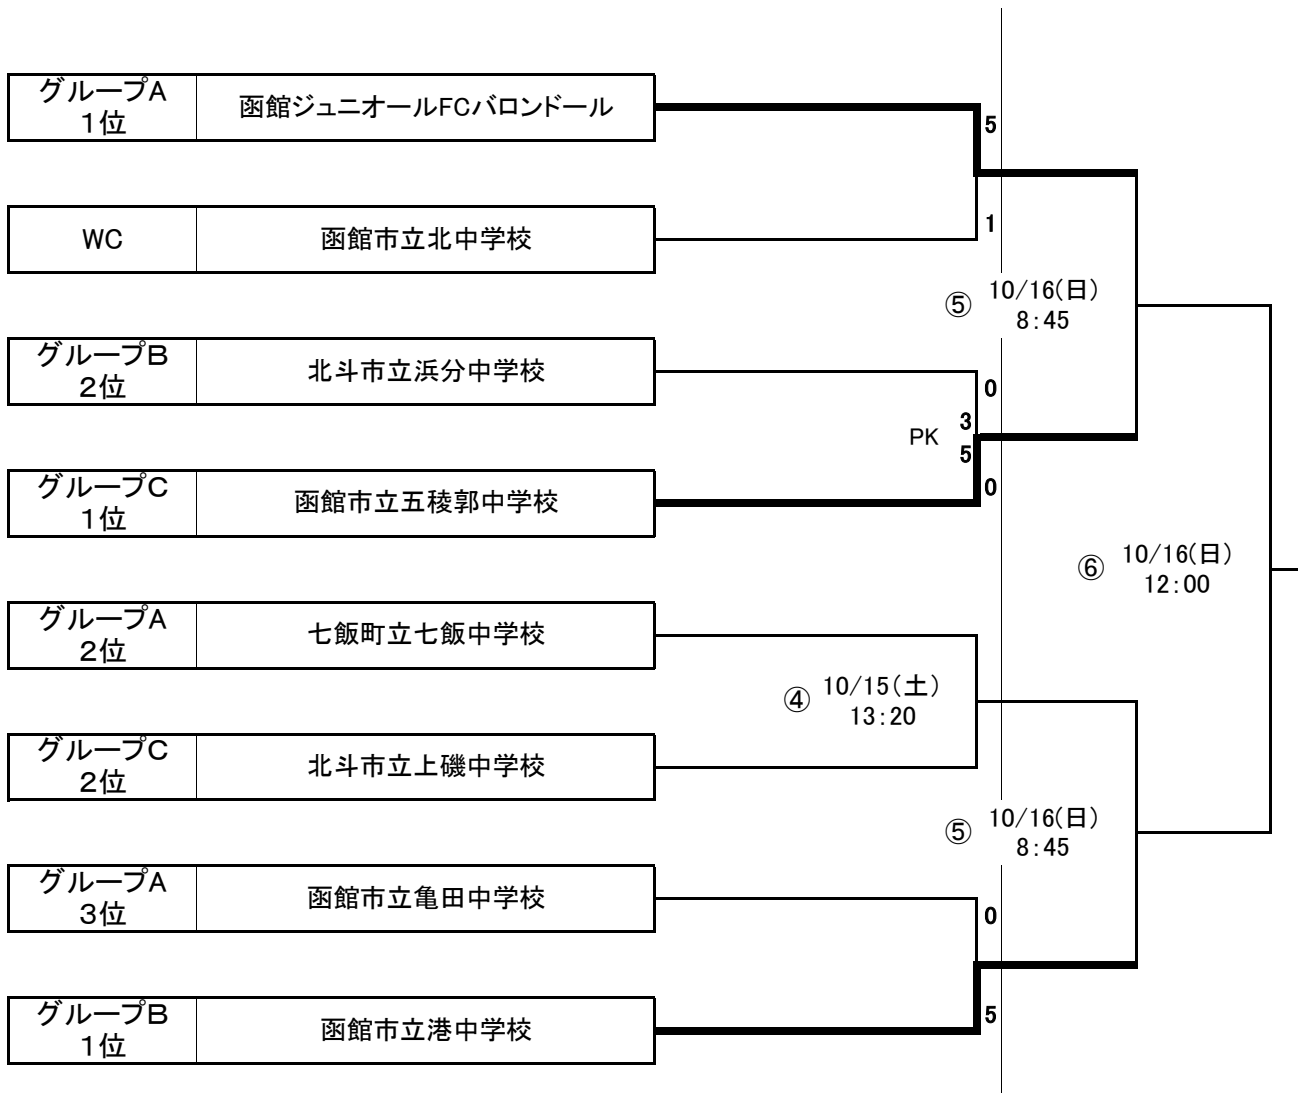 グループA
1位
函館ジュニオールFCバロンドール
5
WC
函館市立北中学校
1
⑤
10/16(日)
8:45
グループB
2位
北斗市立浜分中学校
0
3
PK
5
グループC
1位
函館市立五稜郭中学校
0
⑥
10/16(日)
12:00
グループA
2位
七飯町立七飯中学校
④
10/15(土)
13:20
グループC
2位
北斗市立上磯中学校
⑤
10/16(日)
8:45
グループA
3位
函館市立亀田中学校
0
グループB
1位
函館市立港中学校
5